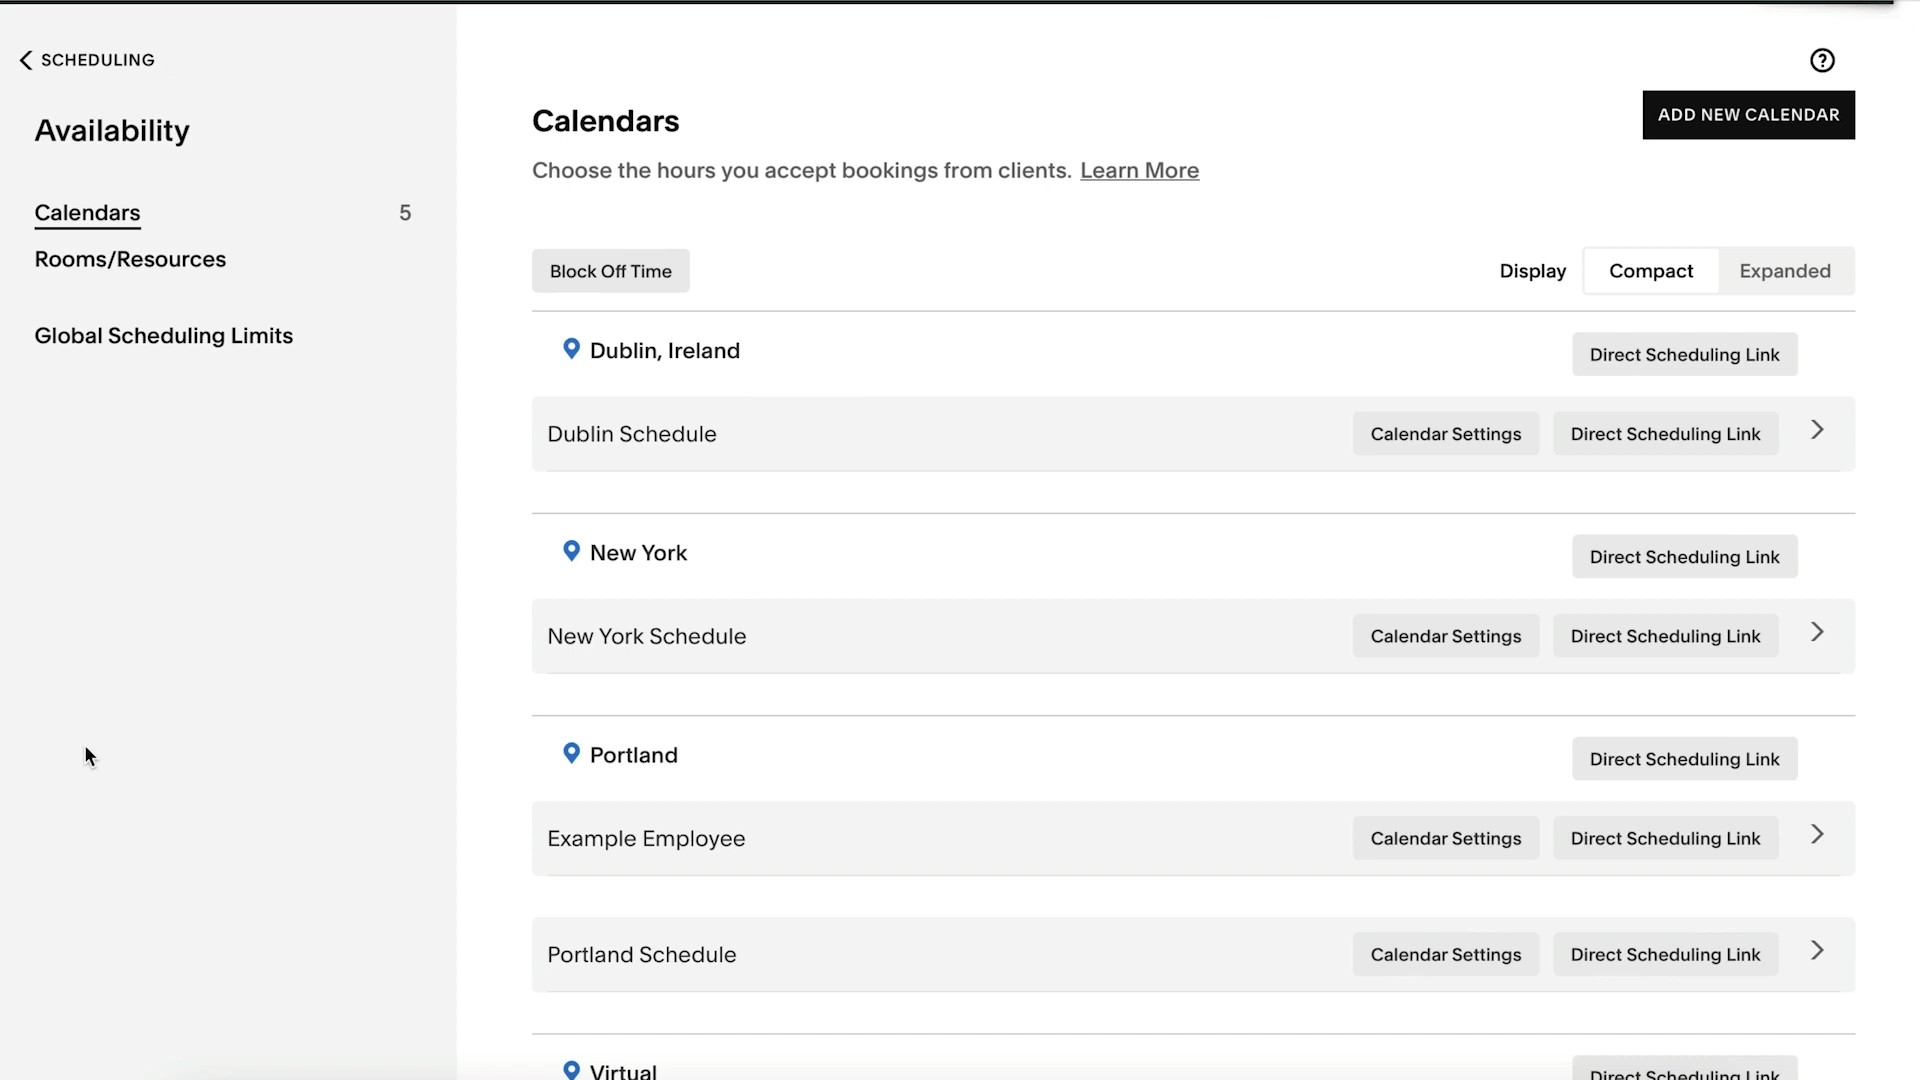 SCHEDULING
Availability
Calendars 5
Rooms/Resources
Global Scheduling Limits
?
Calendars
ADD NEW CALENDAR
Choose the hours you accept bookings from clients. Learn More
Block Off Time
Display Compact Expanded
Dublin, Ireland
Direct Scheduling Link
Dublin Schedule
Calendar Settings Direct Scheduling Link
New York
Direct Scheduling Link
New York Schedule
Calendar Settings Direct Scheduling Link
Portland
Direct Scheduling Link
Example Employee
Calendar Settings Direct Scheduling Link
Portland Schedule
Calendar Settings Direct Scheduling Link
Virtual
Direct Scheduling Link